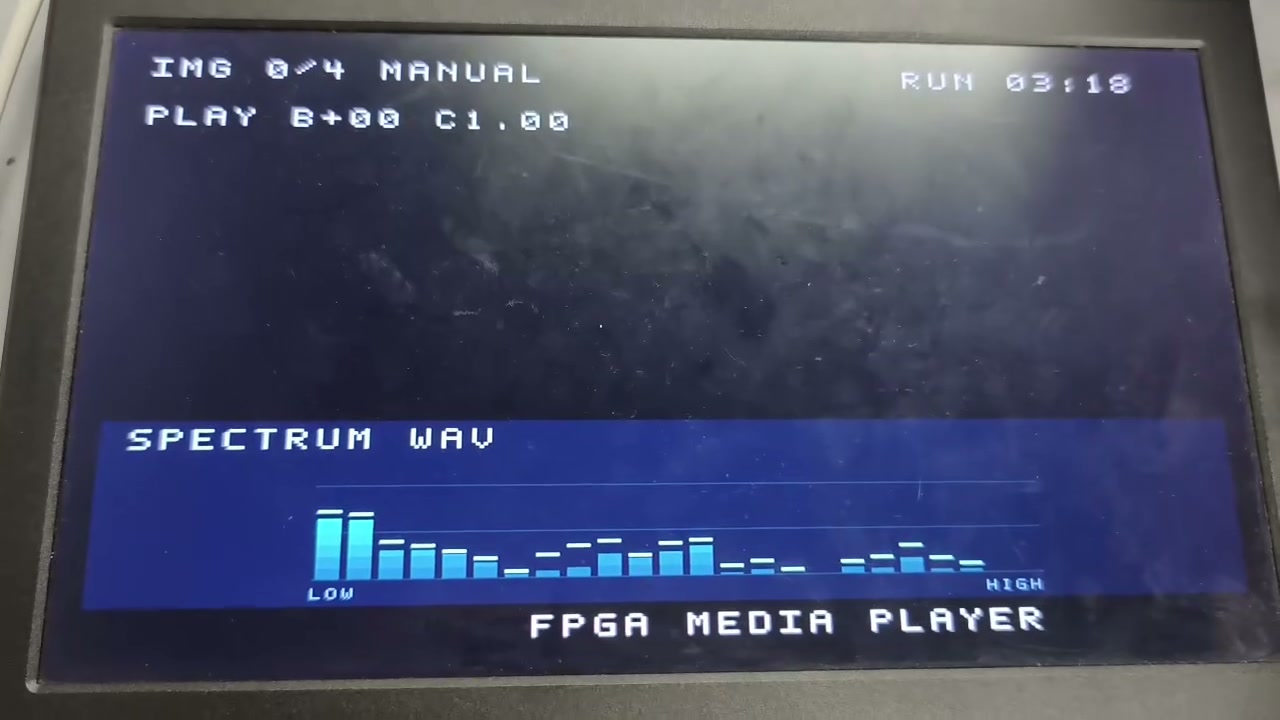 IMG 0/4 MANUAL
RUN 03:18
PLAY B+00 C1.00
SPECTRUM WAV
LOW
HIGH
FPGA MEDIA PLAYER